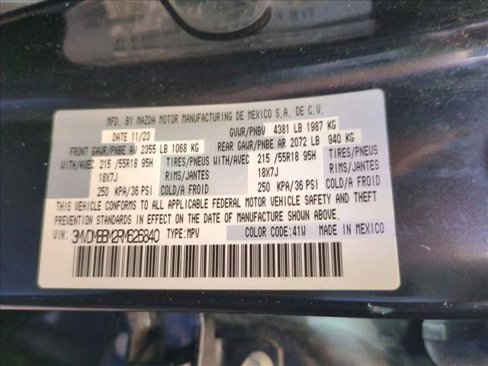 MFD. BY MAZDA MOTOR MANUFACTURING DE MEXICO S.A. DE C.V.
DATE 11/23 GVWR/PNBV 4381 LB 1987 KG
FRONT GAWR/PNBE AV 2355 LB 1068 KG REAR GAWR/PNBE AR 2072 LB 940 KG
WITH/AVEC 215 /55R18 95H TIRES/PNEUS WITH/AVEC 215 /55R18 95H TIRES/PNEUS
18X7J RIMS/JANTES 18X7J RIMS/JANTES
250 KPA/36 PSI COLD/A FROID 250 KPA/36 PSI COLD/A FROID
THIS VEHICLE CONFORMS TO ALL APPLICABLE FEDERAL MOTOR VEHICLE SAFETY AND THEFT
PREVENTION STANDARDS IN EFFECT ON THE DATE OF MANUFACTURE SHOWN ABOVE.
VIN: 3MVDMBBM2RM626840 TYPE:MPV
COLOR CODE:41W MADE IN MEXICO